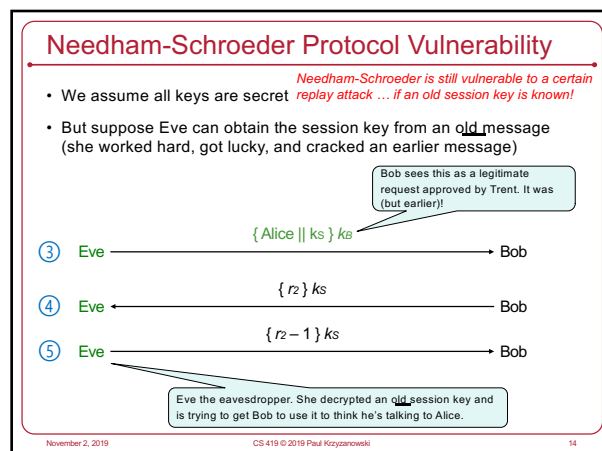 Needham-Schroeder Protocol Vulnerability
Needham-Schroeder is still vulnerable to a certain
replay attack … if an old session key is known!
• We assume all keys are secret
• But suppose Eve can obtain the session key from an old message
(she worked hard, got lucky, and cracked an earlier message)
Bob sees this as a legitimate
request approved by Trent. It was
(but earlier)!
{ Alice || kS } kB
3 Eve Bob
{ r2 } kS
4 Eve Bob
{ r2 – 1 } kS
5 Eve Bob
Eve the eavesdropper. She decrypted an old session key and
is trying to get Bob to use it to think he's talking to Alice.
November 2, 2019 CS 419 © 2019 Paul Krzyzanowski 14